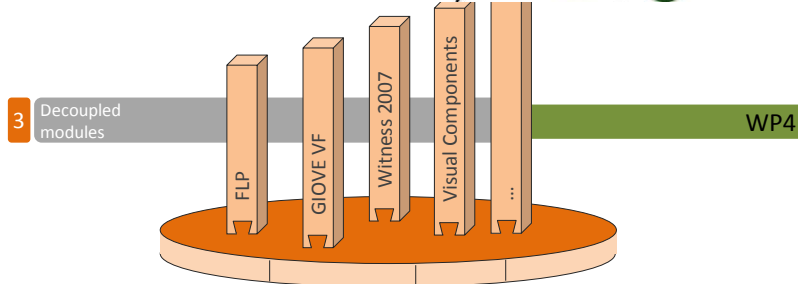 3
Decoupled
modules
FLP
GIOVE VF
Witness 2007
Visual Components
...
WP4